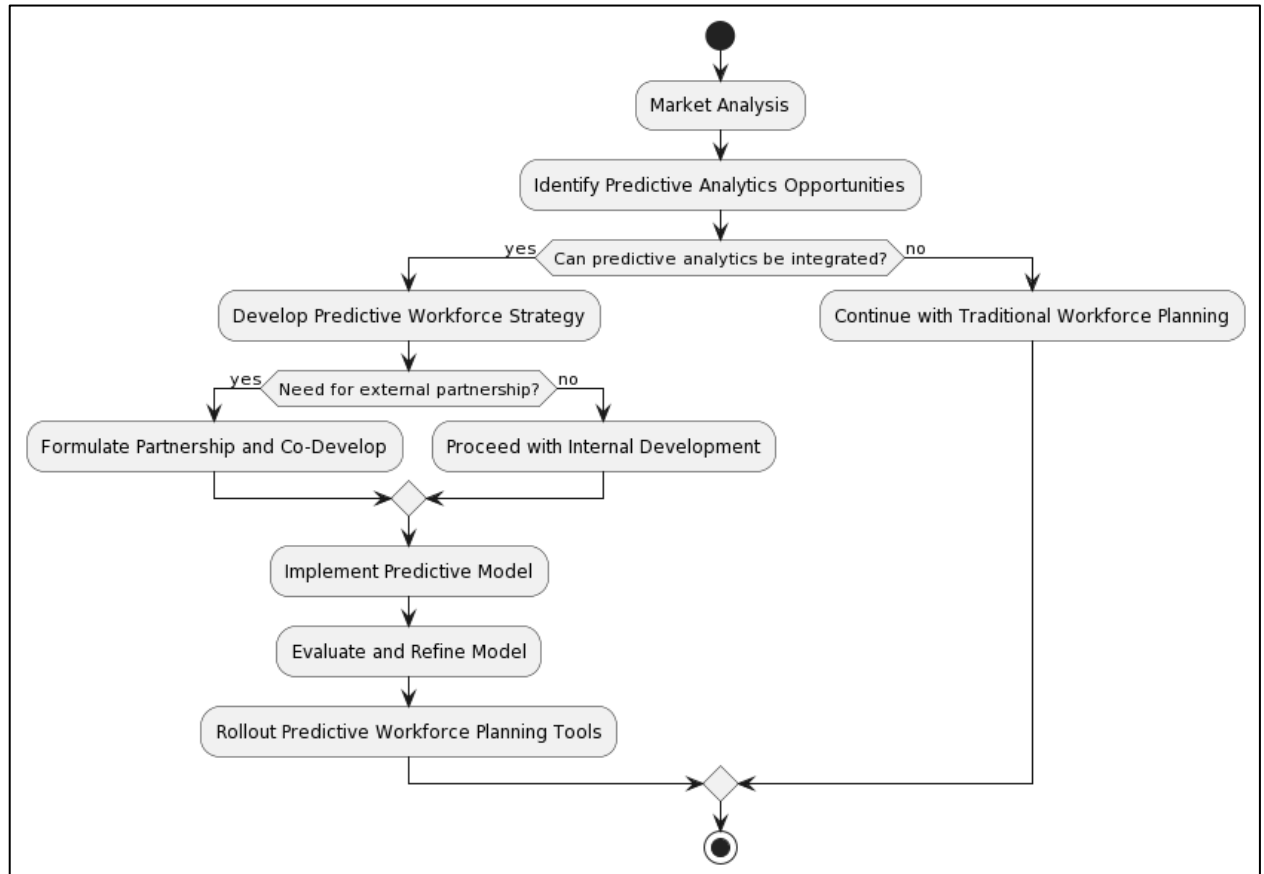 Market Analysis
Identify Predictive Analytics Opportunities
yes
Can predictive analytics be integrated?
no
Develop Predictive Workforce Strategy
Continue with Traditional Workforce Planning
yes
Need for external partnership?
no
Formulate Partnership and Co-Develop
Proceed with Internal Development
Implement Predictive Model
Evaluate and Refine Model
Rollout Predictive Workforce Planning Tools